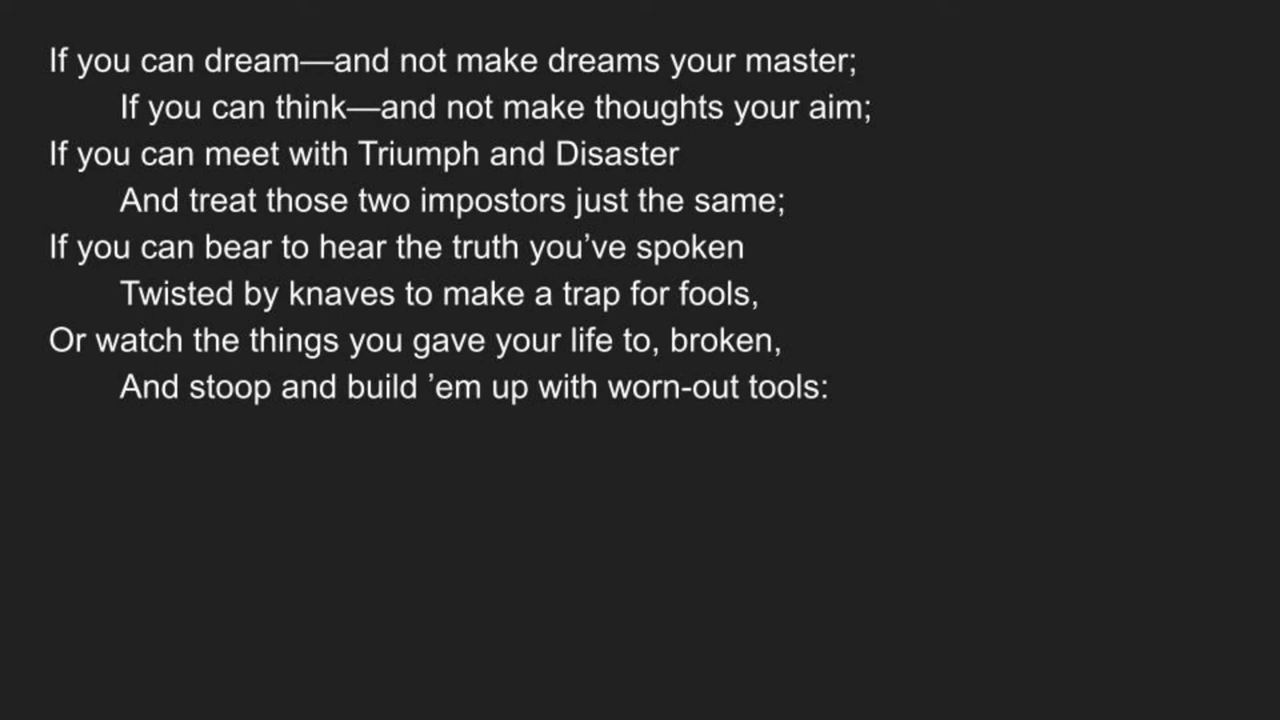 If you can dream—and not make dreams your master;
If you can think—and not make thoughts your aim;
If you can meet with Triumph and Disaster
And treat those two impostors just the same;
If you can bear to hear the truth you’ve spoken
Twisted by knaves to make a trap for fools,
Or watch the things you gave your life to, broken,
And stoop and build ’em up with worn-out tools: